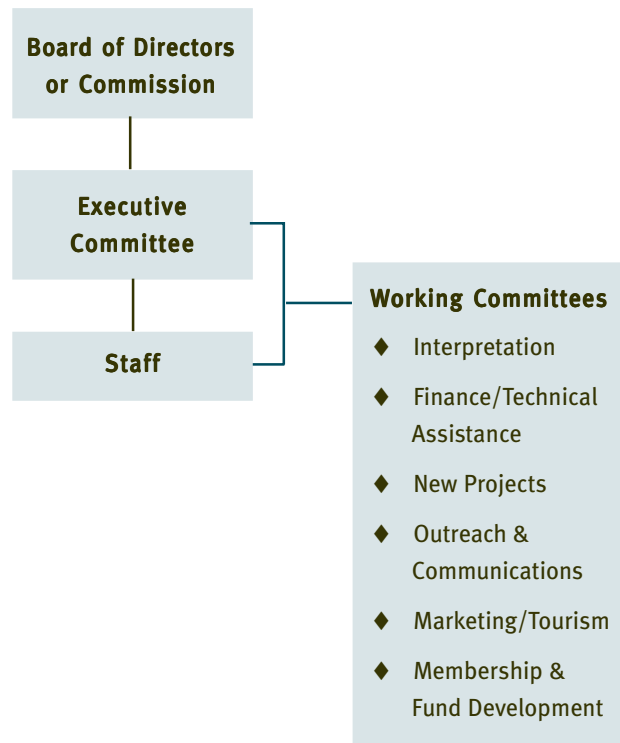 Board of Directors
or Commission
Executive
Committee
Staff
Working Committees
♦ Interpretation
♦ Finance/Technical
Assistance
♦ New Projects
♦ Outreach &
Communications
♦ Marketing/Tourism
♦ Membership &
Fund Development